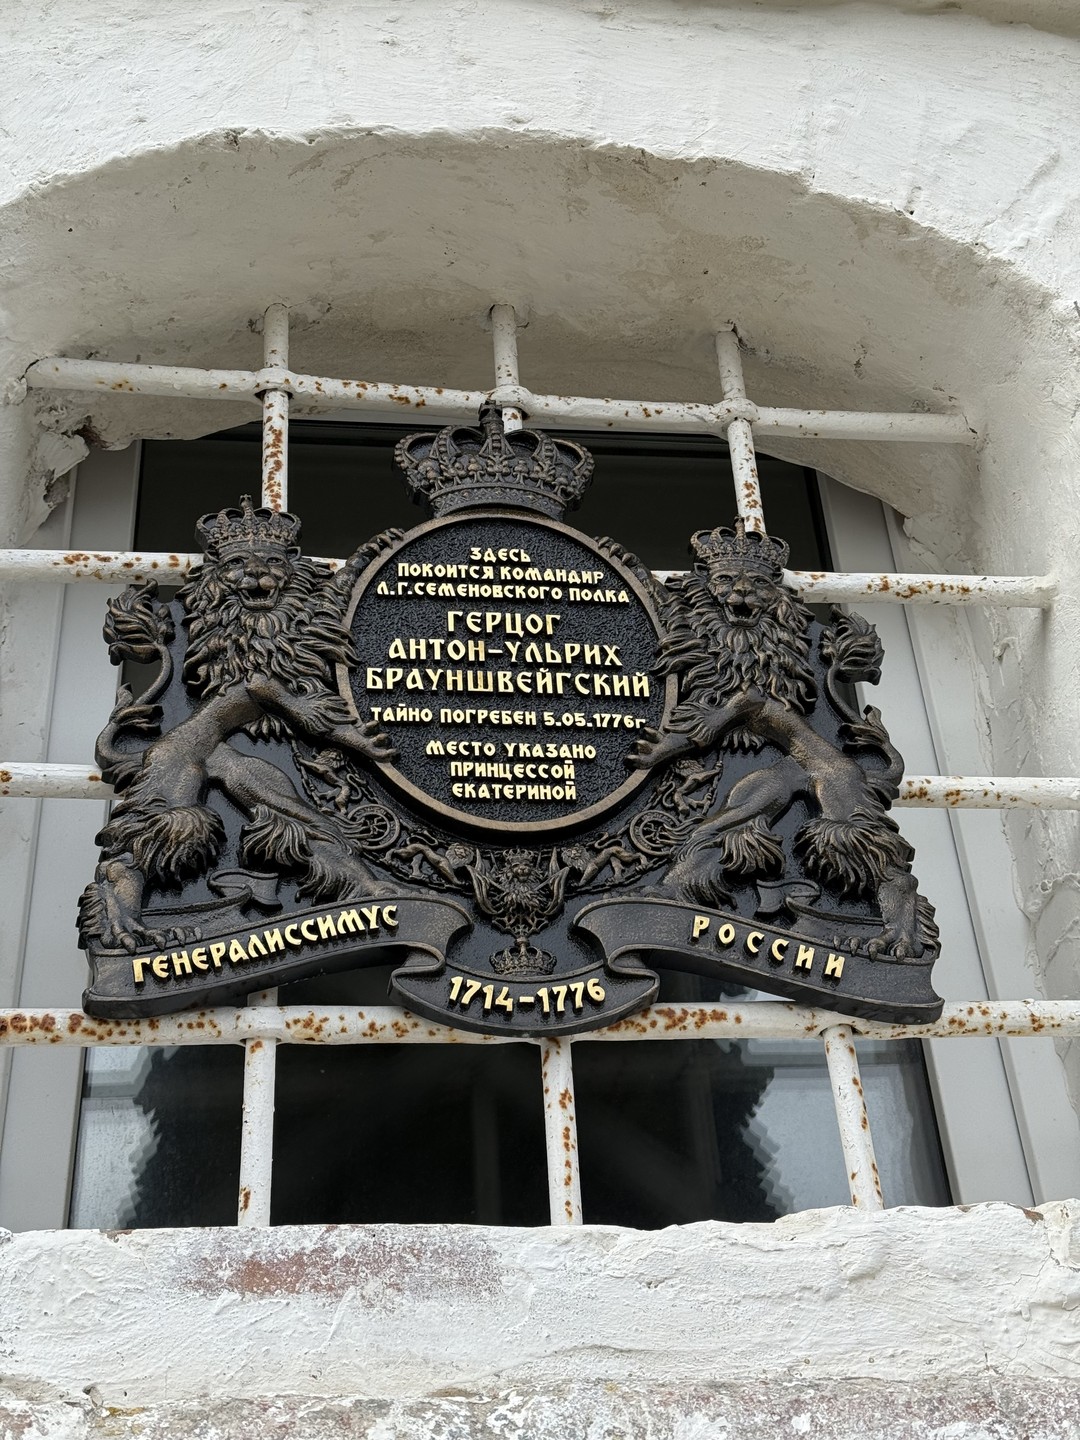 ЗДЕСЬ
ПОКОИТСЯ КОМАНДИР
Л.Г.СЕМЕНОВСКОГО ПОЛКА
ГЕРЦОГ
АНТОН-УЛЬРИХ
БРАУНШВЕЙГСКИЙ
ТАЙНО ПОГРЕБЕН 5.05.1776г.
МЕСТО УКАЗАНО
ПРИНЦЕССОЙ
ЕКАТЕРИНОЙ
ГЕНЕРАЛИССИМУС
РОССИИ
1714-1776